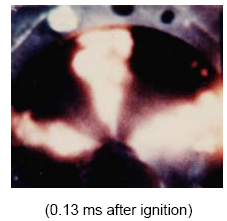 (0.13 ms after ignition)